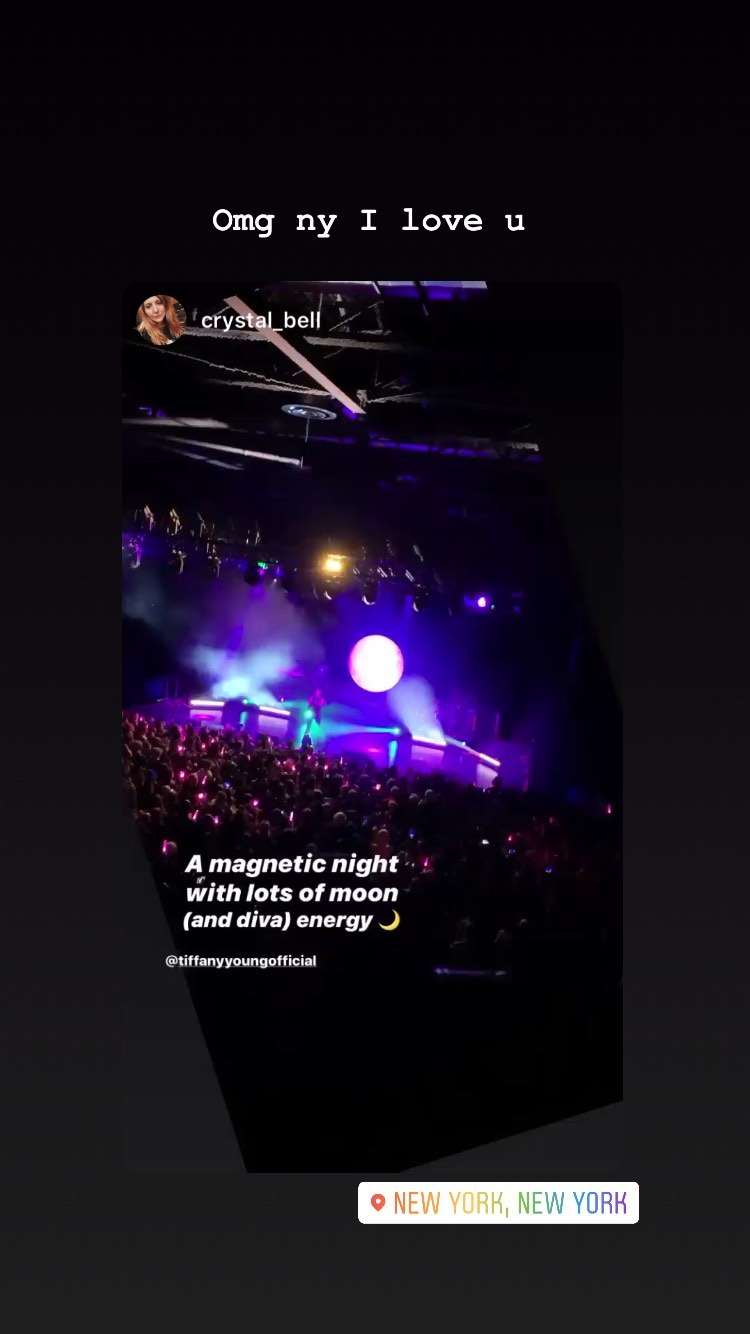 Omg ny I love u
crystal_bell
A magnetic night
with lots of moon
(and diva) energy 🌙
@tiffanyyoungofficial
NEW YORK, NEW YORK